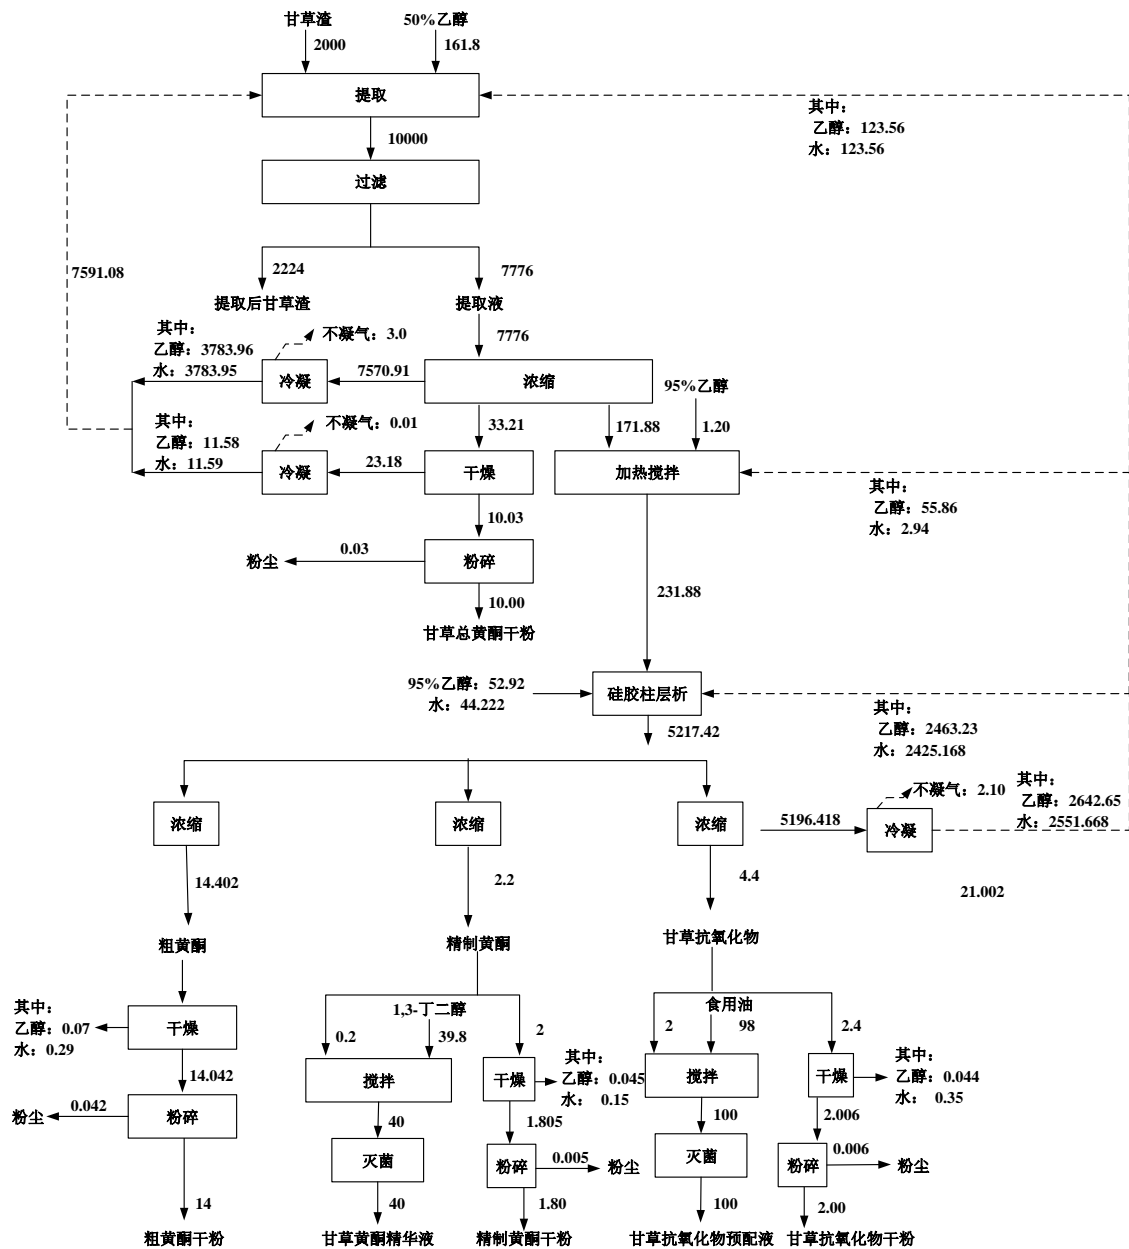 甘草渣
50%乙醇
2000
161.8
提取
其中：
乙醇：123.56
水：123.56
10000
过滤
7591.08
2224
7776
提取后甘草渣
提取液
其中：
乙醇：3783.96
水：3783.95
不凝气：3.0
7776
冷凝
7570.91
浓缩
95%乙醇
其中：
乙醇：11.58
水：11.59
不凝气：0.01
33.21
171.88
1.20
冷凝
23.18
干燥
加热搅拌
其中：
乙醇：55.86
水：2.94
10.03
粉尘
0.03
粉碎
10.00
231.88
甘草总黄酮干粉
95%乙醇：52.92
水：44.222
硅胶柱层析
5217.42
其中：
乙醇：2463.23
水：2425.168
不凝气：2.10
其中：
乙醇：2642.65
水：2551.668
浓缩
浓缩
浓缩
5196.418
冷凝
14.402
2.2
4.4
21.002
粗黄酮
精制黄酮
甘草抗氧化物
其中：
乙醇：0.07
水：0.29
干燥
1,3-丁二醇
0.2
39.8
2
食用油
2
98
2.4
14.042
搅拌
干燥
其中：
乙醇：0.045
水： 0.15
搅拌
干燥
其中：
乙醇：0.044
水： 0.35
粉尘
0.042
粉碎
40
1.805
100
2.006
灭菌
粉碎
0.005
粉尘
灭菌
粉碎
0.006
粉尘
14
40
1.80
100
2.00
粗黄酮干粉
甘草黄酮精华液
精制黄酮干粉
甘草抗氧化物预配液
甘草抗氧化物干粉